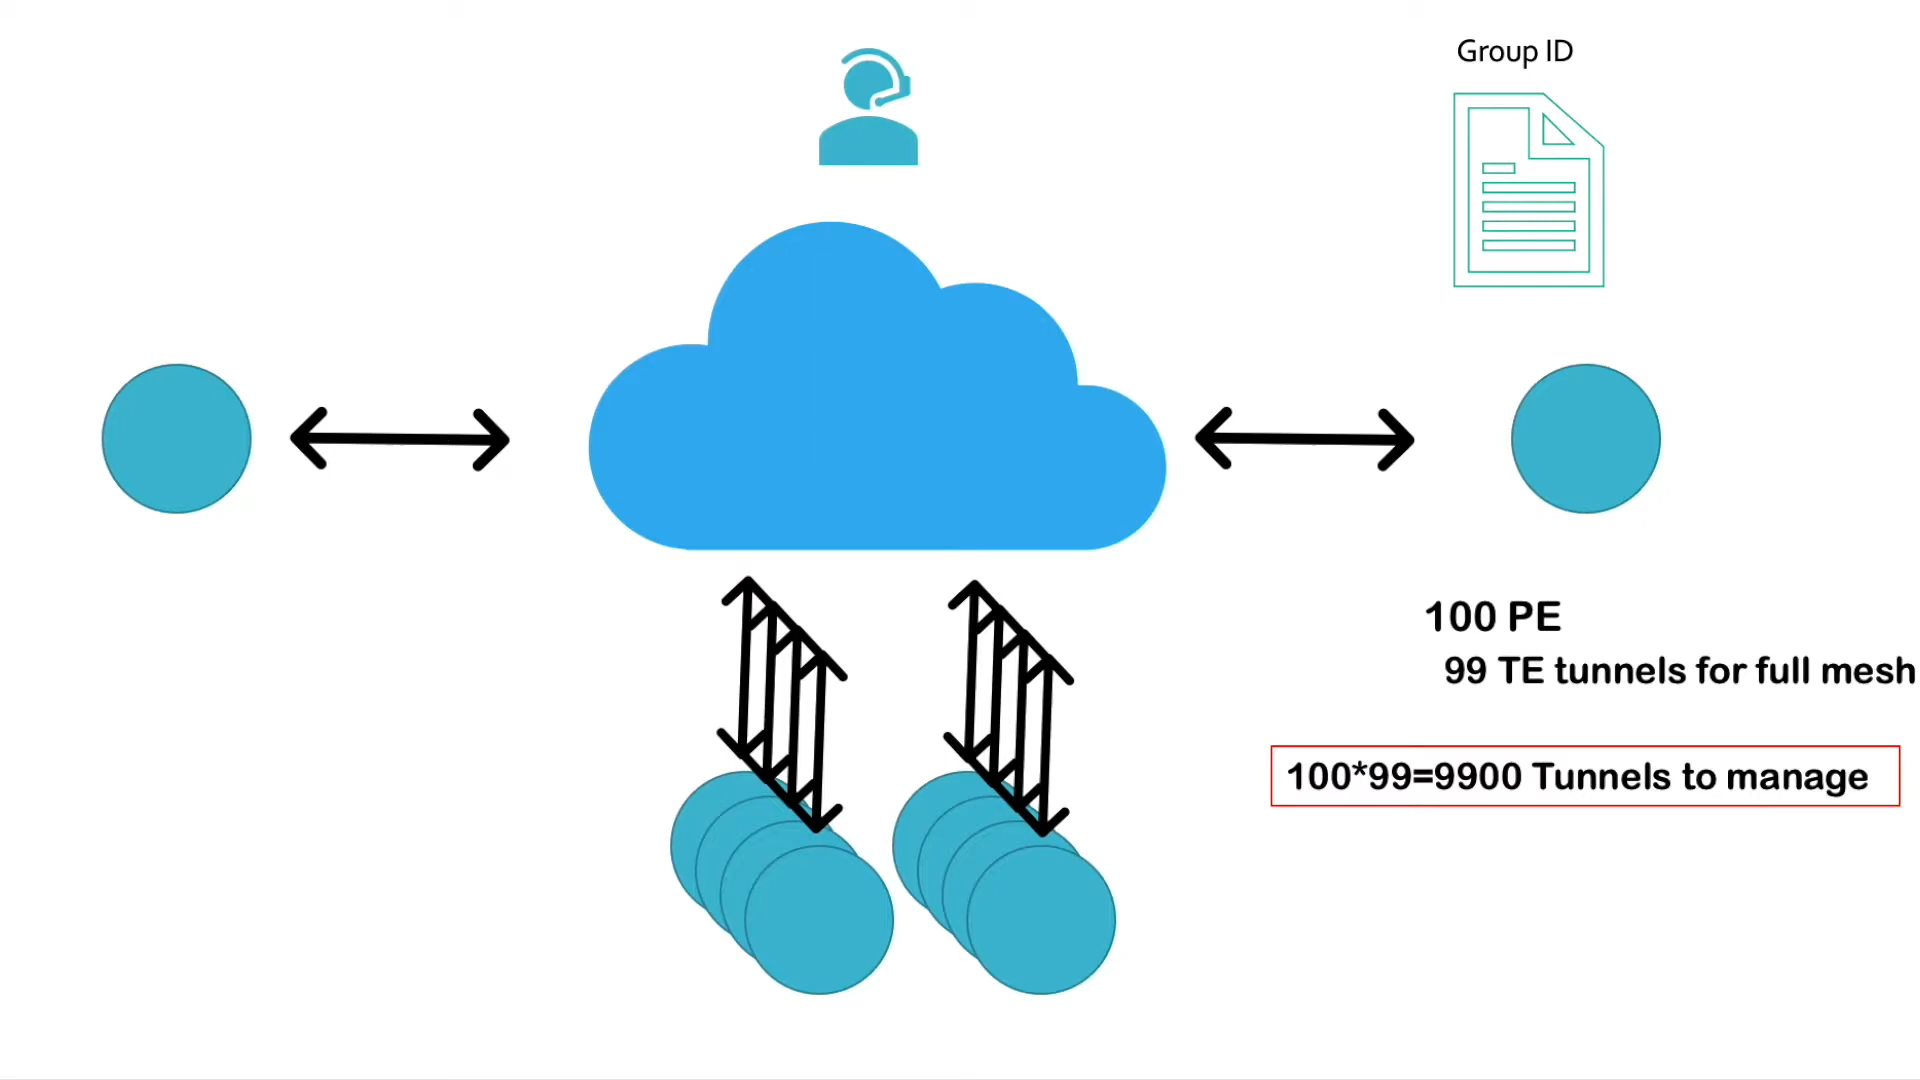 Group ID
100 PE
99 TE tunnels for full mesh
100*99=9900 Tunnels to manage